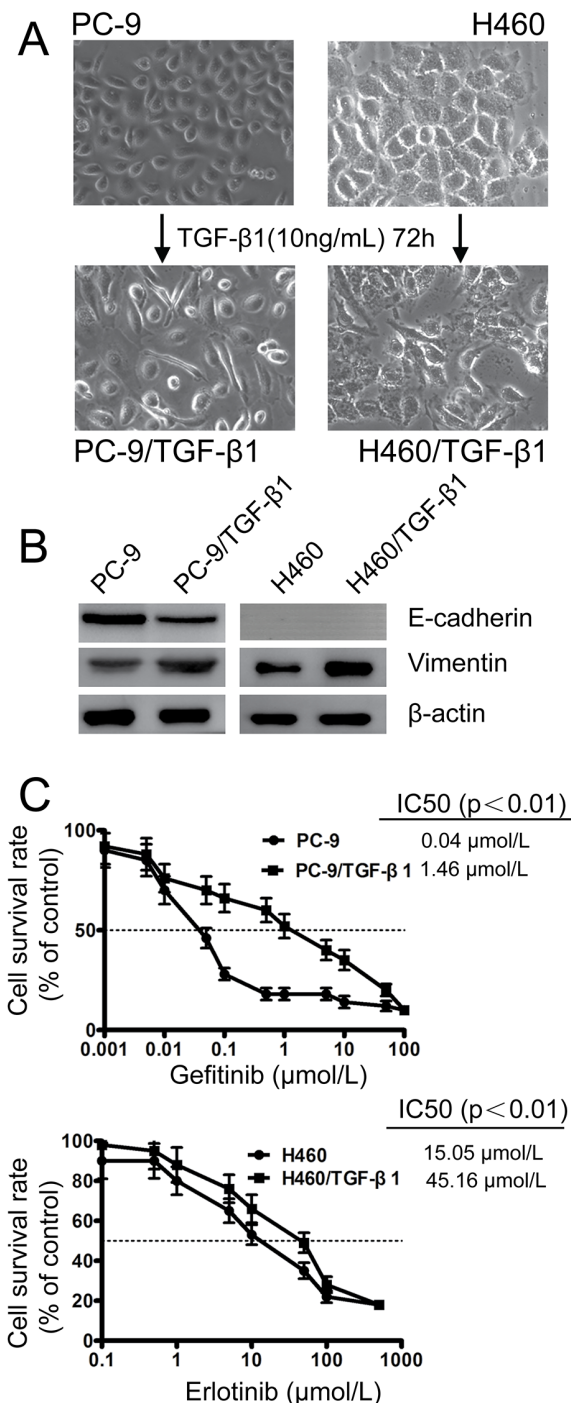 A
PC-9
H460
TGF-β1(10ng/mL) 72h
PC-9/TGF-β1
H460/TGF-β1
B
PC-9
PC-9/TGF-β1
H460
H460/TGF-β1
E-cadherin
Vimentin
β-actin
C
IC50 (p<0.01)
PC-9 0.04 μmol/L
PC-9/TGF-β 1 1.46 μmol/L
Cell survival rate
(% of control)
100
50
0
0.001 0.01 0.1 1 10 100
Gefitinib (μmol/L)
IC50 (p<0.01)
H460 15.05 μmol/L
H460/TGF-β 1 45.16 μmol/L
Cell survival rate
(% of control)
100
80
60
40
20
0
0.1 1 10 100 1000
Erlotinib (μmol/L)